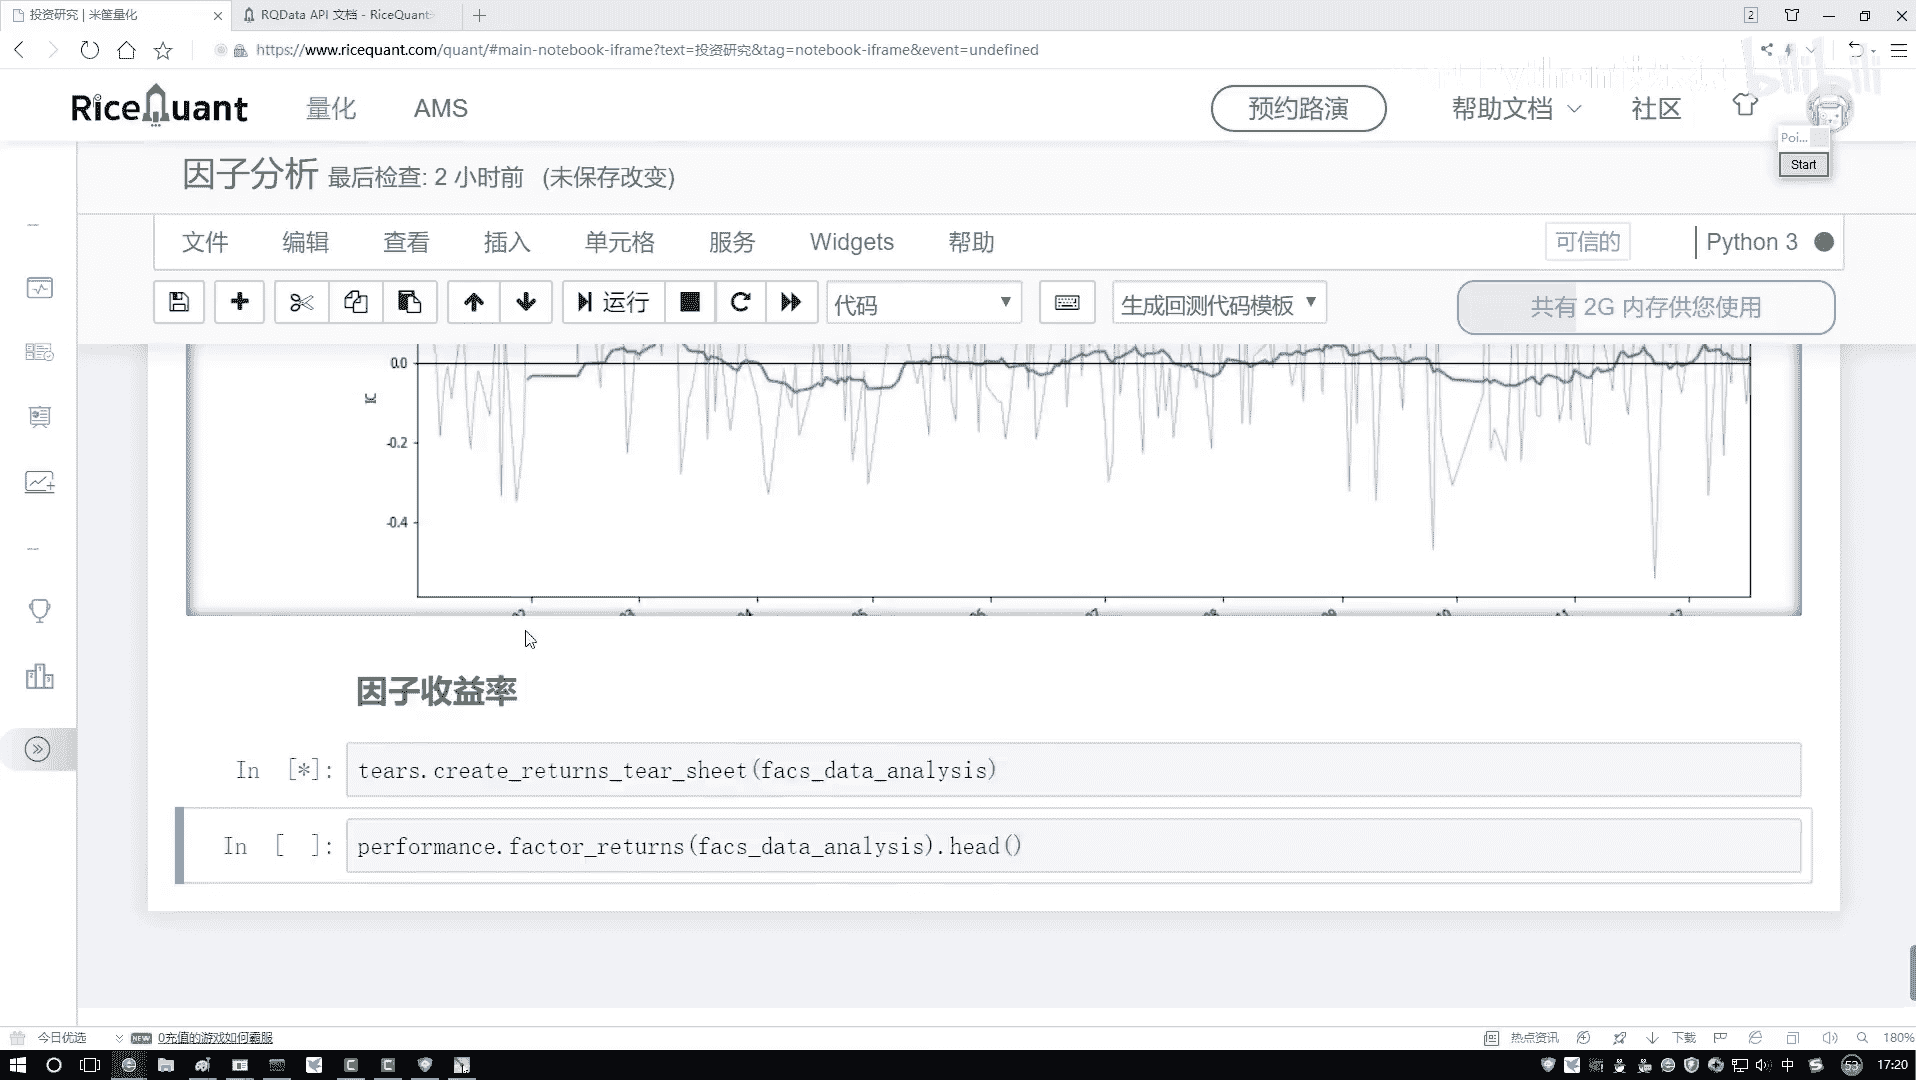 投资研究 | 米筐量化
RQData API 文档 - RiceQuant
2
https://www.ricequant.com/quant/#main-notebook-iframe?text=投资研究&tag=notebook-iframe&event=undefined
bilibili
RiceQuant 量化 AMS 预约路演 帮助文档 社区
Poi...
Start
因子分析 最后检查: 2 小时前 (未保存改变)
文件 编辑 查看 插入 单元格 服务 Widgets 帮助 可信的 Python 3
运行 代码 生成回测代码模板 共有 2G 内存供您使用
0.0
IC
-0.2
-0.4
因子收益率
In [*]: tears.create_returns_tear_sheet(facs_data_analysis)
In [ ]: performance.factor_returns(facs_data_analysis).head()
今日优选 NEW 0充值的游戏如何霸服 热点资讯 下载 180%
中 53 17:20